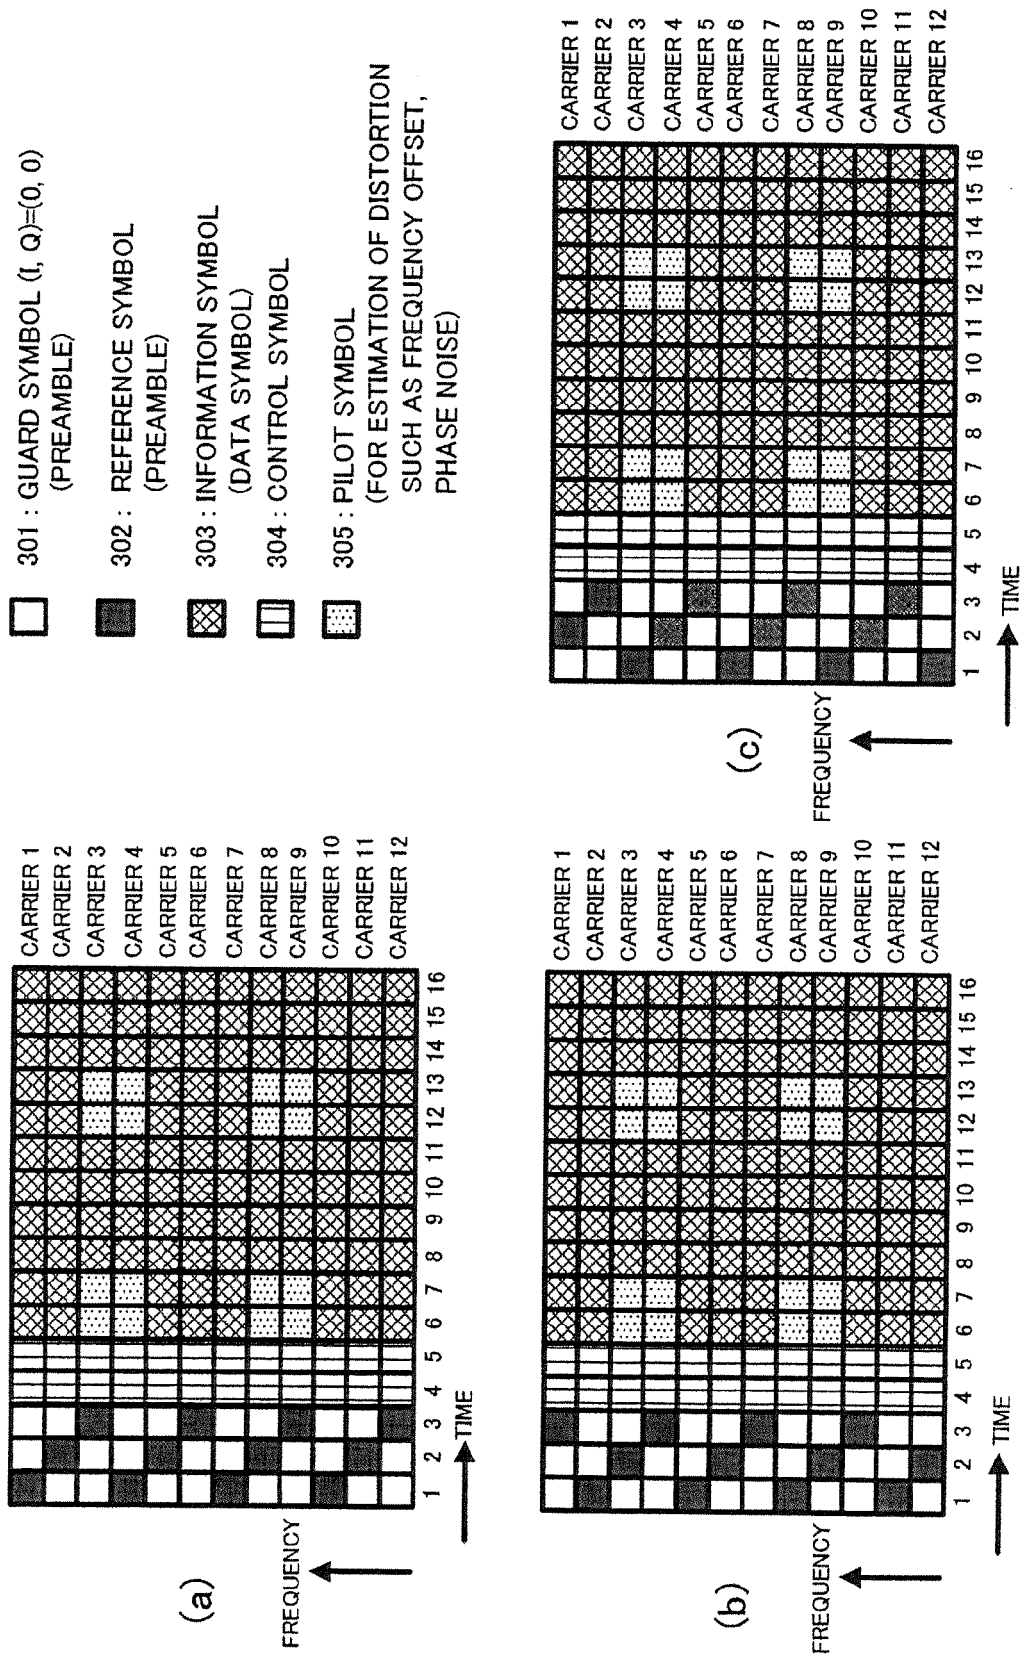 301 : GUARD SYMBOL (I, Q)=(0, 0)
(PREAMBLE)
302 : REFERENCE SYMBOL
(PREAMBLE)
303 : INFORMATION SYMBOL
(DATA SYMBOL)
304 : CONTROL SYMBOL
305 : PILOT SYMBOL
(FOR ESTIMATION OF DISTORTION
SUCH AS FREQUENCY OFFSET,
PHASE NOISE)
(a)
FREQUENCY
CARRIER 1
CARRIER 2
CARRIER 3
CARRIER 4
CARRIER 5
CARRIER 6
CARRIER 7
CARRIER 8
CARRIER 9
CARRIER 10
CARRIER 11
CARRIER 12
1 2 3 4 5 6 7 8 9 10 11 12 13 14 15 16
TIME
(b)
FREQUENCY
CARRIER 1
CARRIER 2
CARRIER 3
CARRIER 4
CARRIER 5
CARRIER 6
CARRIER 7
CARRIER 8
CARRIER 9
CARRIER 10
CARRIER 11
CARRIER 12
1 2 3 4 5 6 7 8 9 10 11 12 13 14 15 16
TIME
(c)
FREQUENCY
CARRIER 1
CARRIER 2
CARRIER 3
CARRIER 4
CARRIER 5
CARRIER 6
CARRIER 7
CARRIER 8
CARRIER 9
CARRIER 10
CARRIER 11
CARRIER 12
1 2 3 4 5 6 7 8 9 10 11 12 13 14 15 16
TIME